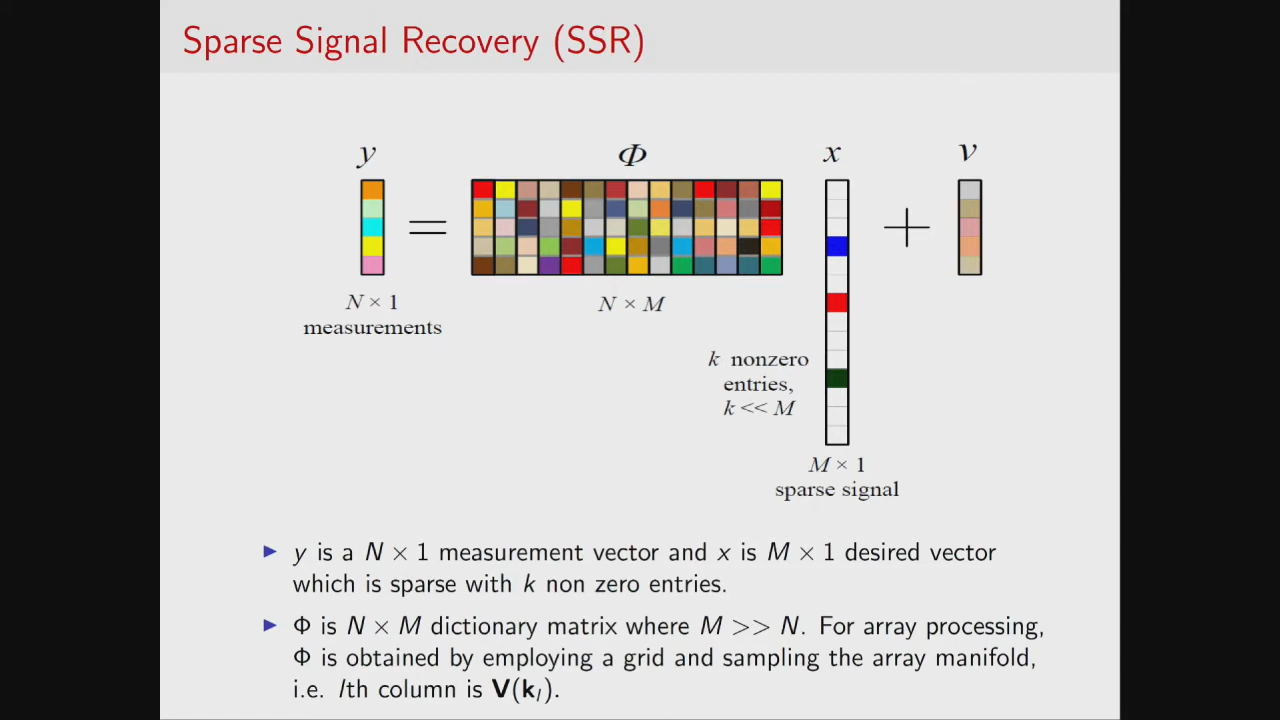 Sparse Signal Recovery (SSR)
y = Φ x + v
N × 1
measurements
N × M
k nonzero
entries,
k << M
M × 1
sparse signal
y is a N × 1 measurement vector and x is M × 1 desired vector
which is sparse with k non zero entries.
Φ is N × M dictionary matrix where M >> N. For array processing,
Φ is obtained by employing a grid and sampling the array manifold,
i.e. lth column is V(k_l).